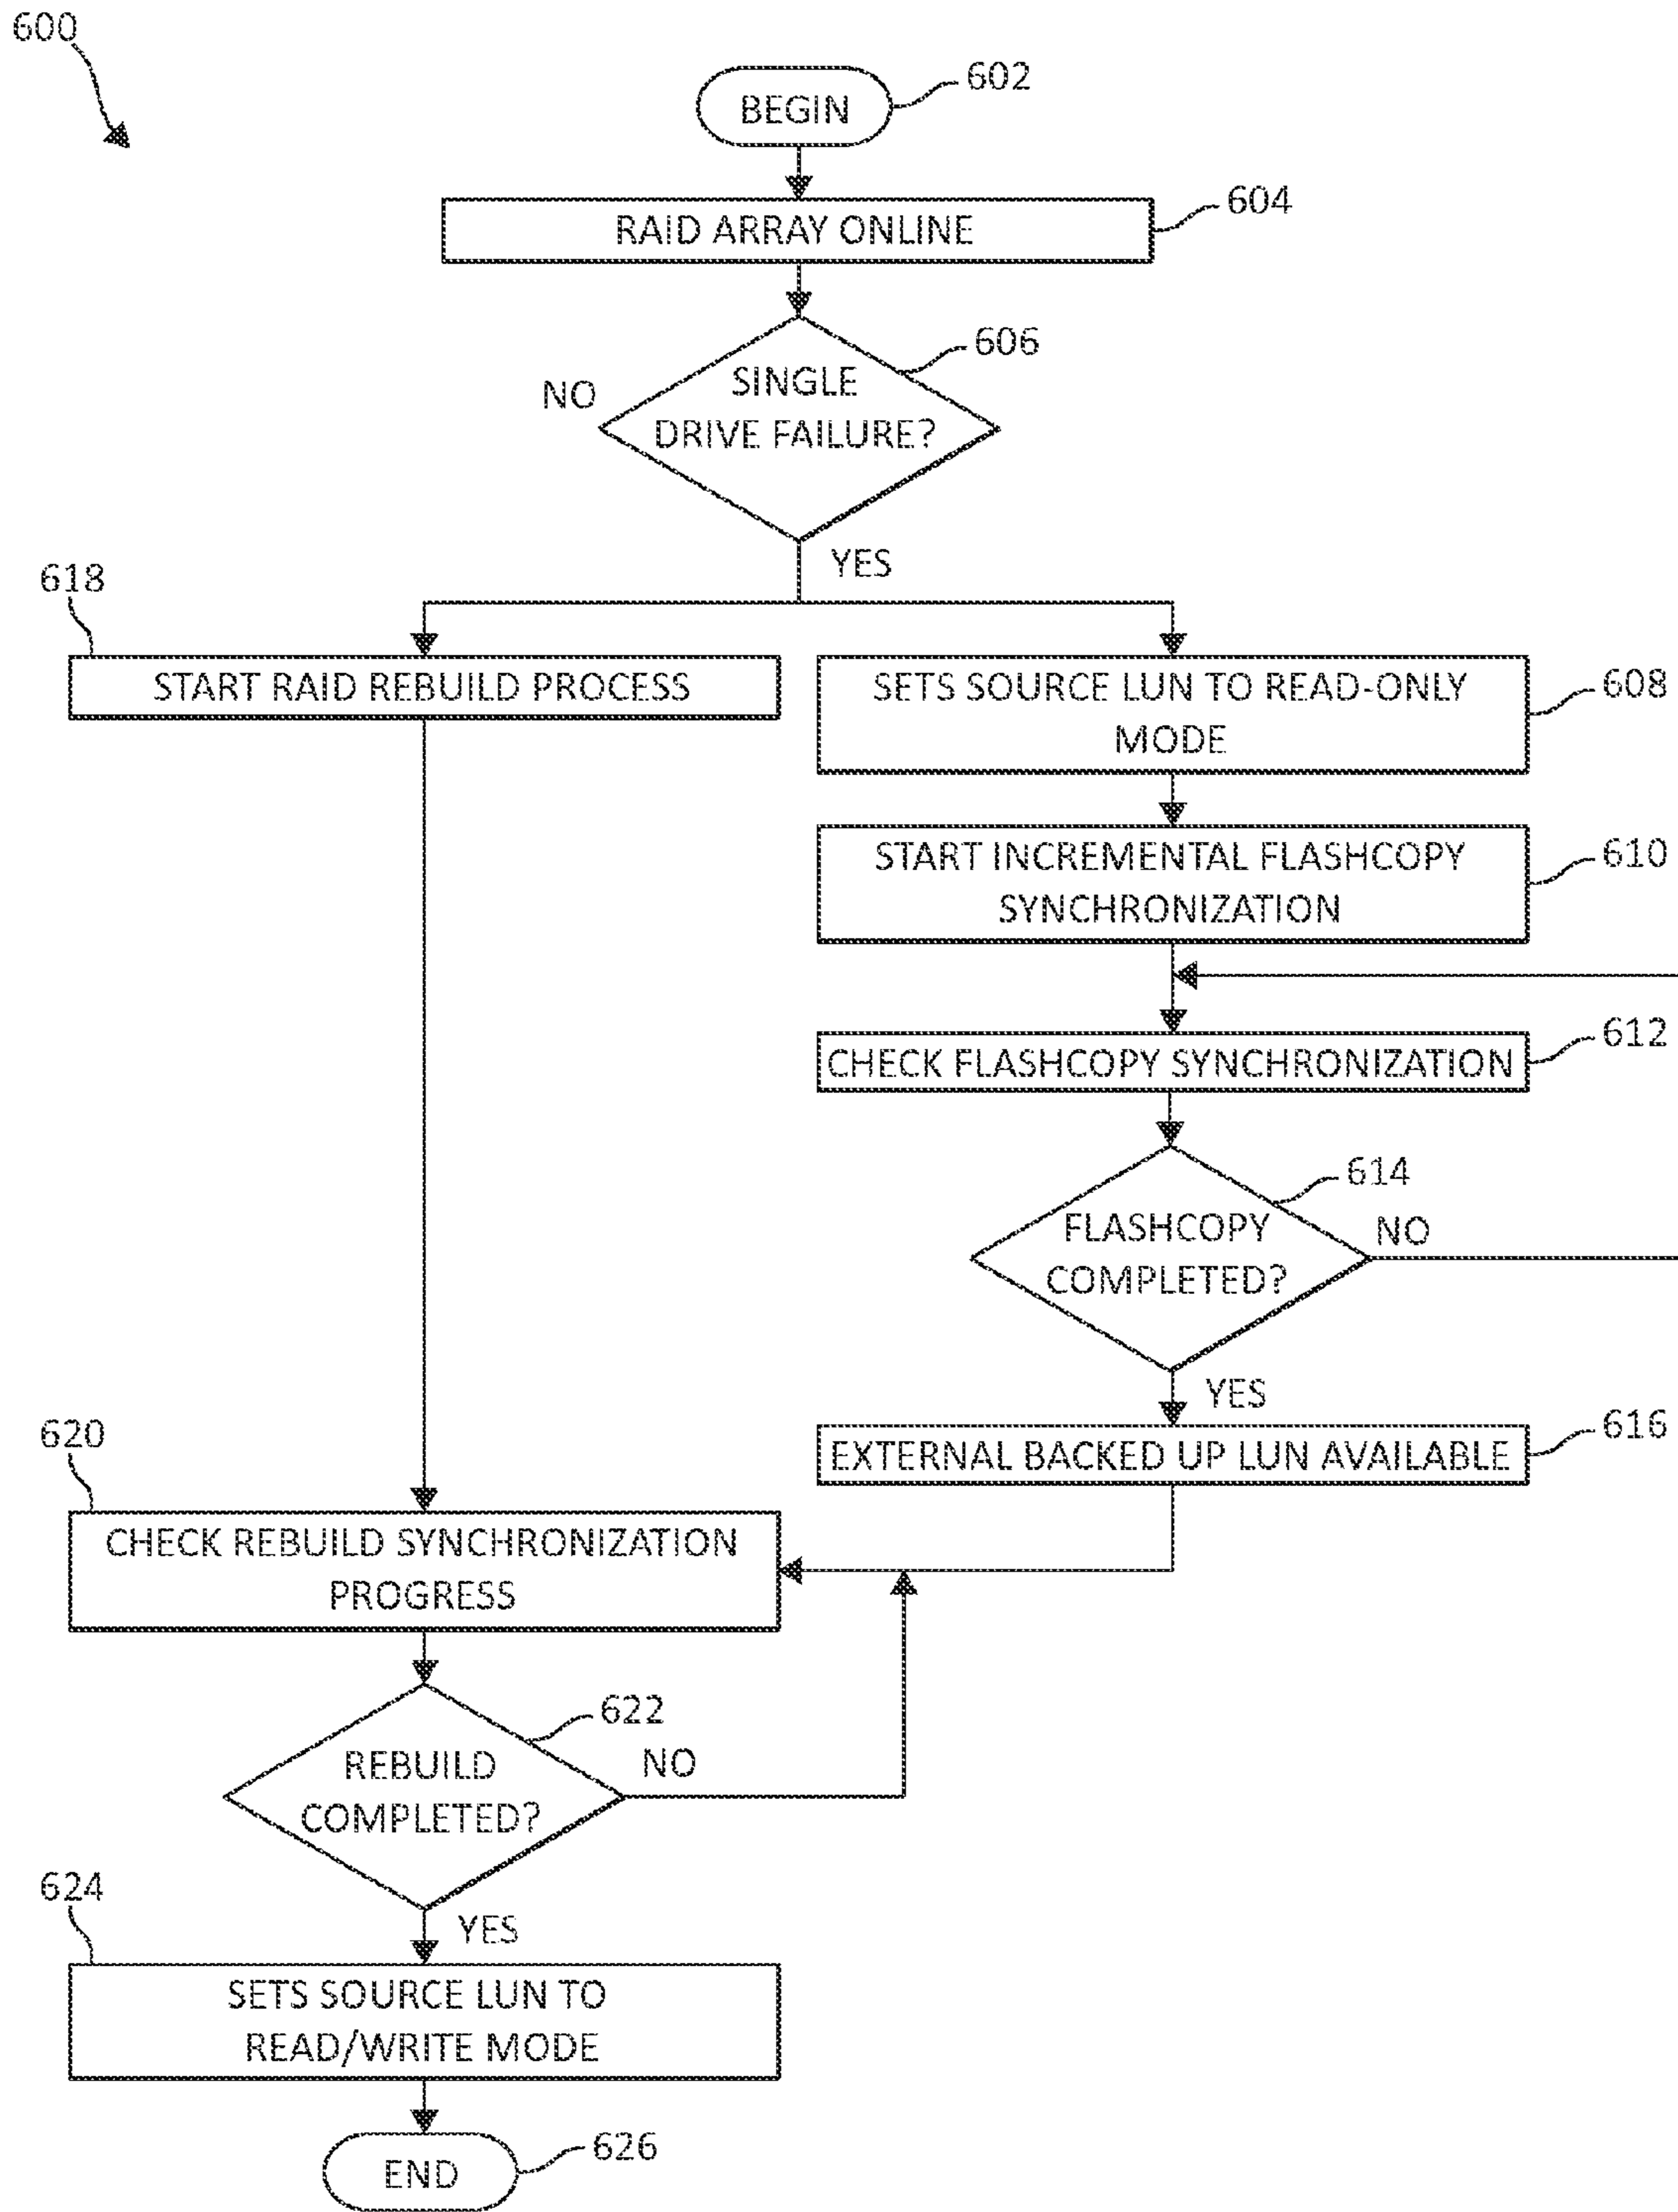 600
602
BEGIN
604
RAID ARRAY ONLINE
606
NO
SINGLE
DRIVE FAILURE?
YES
618
START RAID REBUILD PROCESS
608
SETS SOURCE LUN TO READ-ONLY
MODE
610
START INCREMENTAL FLASHCOPY
SYNCHRONIZATION
612
CHECK FLASHCOPY SYNCHRONIZATION
614
FLASHCOPY
COMPLETED?
NO
YES
616
EXTERNAL BACKED UP LUN AVAILABLE
620
CHECK REBUILD SYNCHRONIZATION
PROGRESS
622
REBUILD
COMPLETED?
NO
YES
624
SETS SOURCE LUN TO
READ/WRITE MODE
END
626